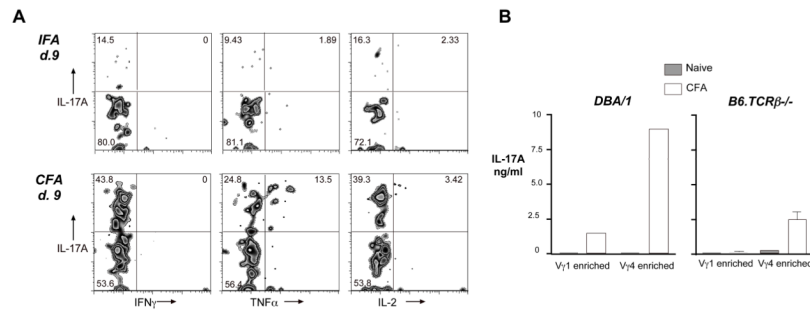 A
IFA
d.9
IL-17A
14.5 0
80.0
9.43 1.89
81.1
16.3 2.33
72.1
CFA
d. 9
IL-17A
43.8 0
53.6
24.8 13.5
56.4
39.3 3.42
53.8
IFNγ
TNFα
IL-2
B
Naive
CFA
DBA/1
B6.TCRβ-/-
IL-17A
ng/ml
10
7.5
5.0
2.5
0
Vγ1 enriched Vγ4 enriched
Vγ1 enriched Vγ4 enriched